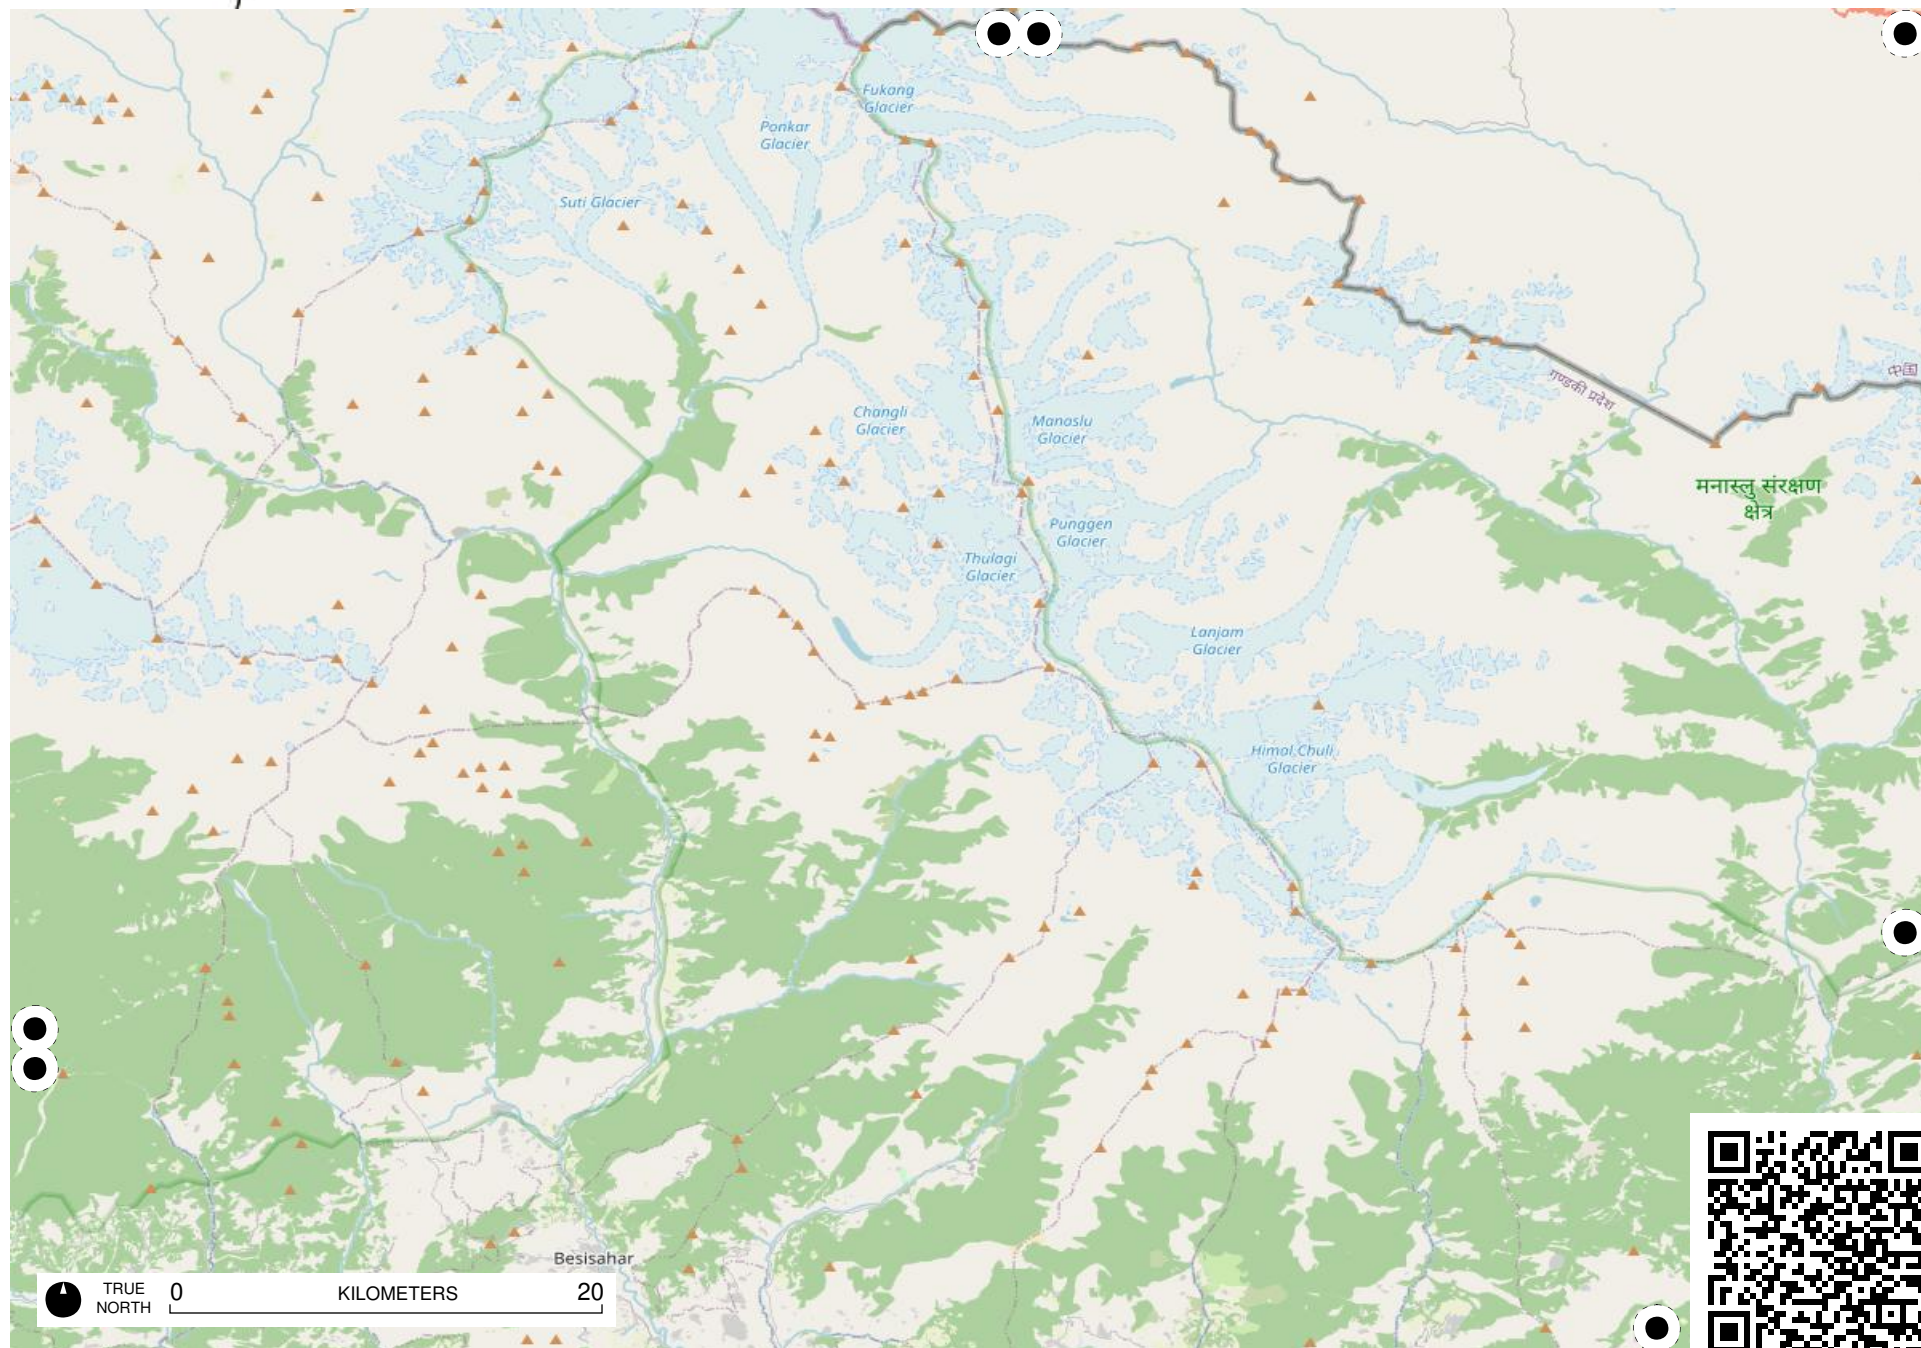 Fukang
Glacier
Ponkar
Glacier
Suti Glacier
गण्डकी प्रदेश
中国
Changli
Glacier
Manaslu
Glacier
मनास्लु संरक्षण
क्षेत्र
Punggen
Glacier
Thulagi
Glacier
Lanjam
Glacier
Himal Chuli
Glacier
Besisahar
TRUE
NORTH
0 KILOMETERS 20